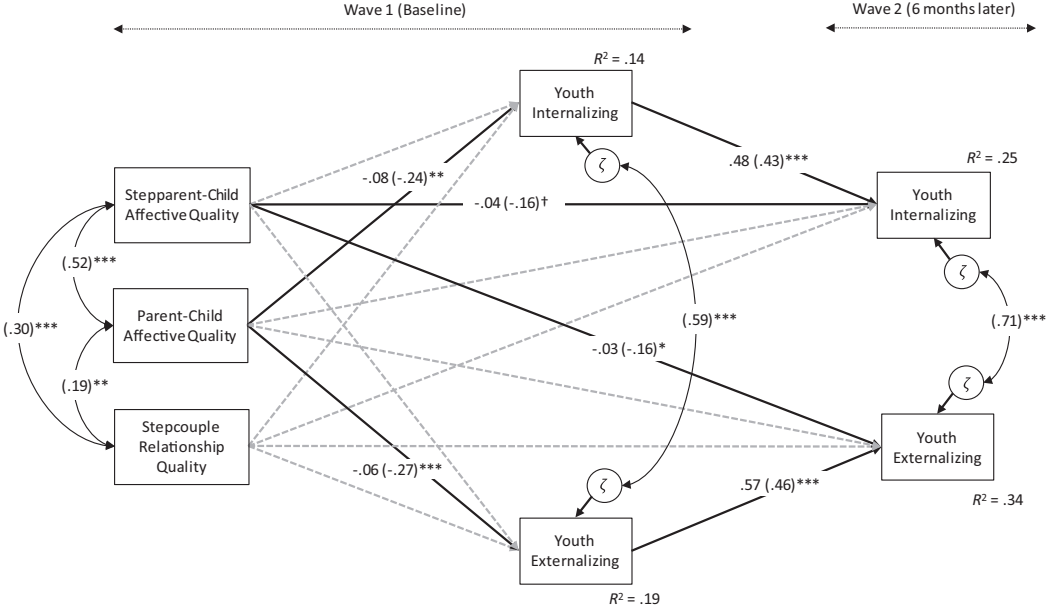 Wave 1 (Baseline)
Wave 2 (6 months later)
R² = .14
Youth
Internalizing
ζ
.48 (.43)***
R² = .25
Stepparent-Child
Affective Quality
-.08 (-.24)**
-.04 (-.16)†
Youth
Internalizing
(.52)***
ζ
Parent-Child
Affective Quality
(.30)***
(.59)***
(.71)***
-.03 (-.16)*
(.19)**
ζ
Stepcouple
Relationship
Quality
Youth
Externalizing
-.06 (-.27)***
ζ
.57 (.46)***
R² = .34
Youth
Externalizing
R² = .19